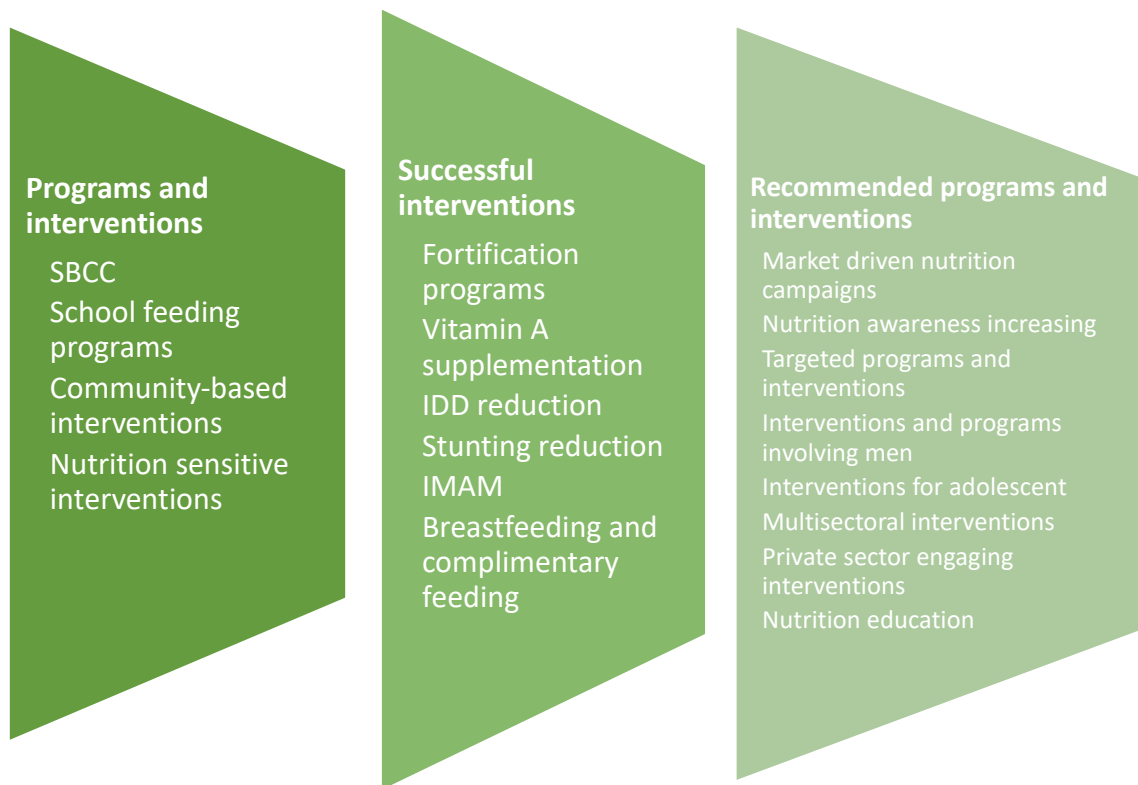 Programs and
interventions
SBCC
School feeding
programs
Community-based
interventions
Nutrition sensitive
interventions
Successful
interventions
Fortification
programs
Vitamin A
supplementation
IDD reduction
Stunting reduction
IMAM
Breastfeeding and
complimentary
feeding
Recommended programs and
interventions
Market driven nutrition
campaigns
Nutrition awareness increasing
Targeted programs and
interventions
Interventions and programs
involving men
Interventions for adolescent
Multisectoral interventions
Private sector engaging
interventions
Nutrition education